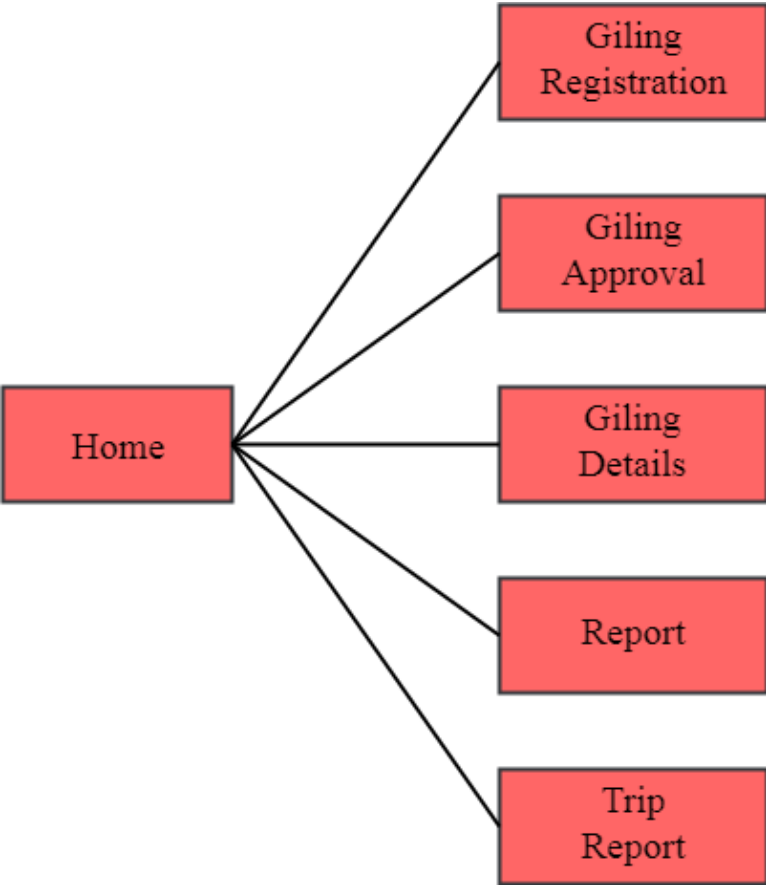 Giling
Registration
Giling
Approval
Home
Giling
Details
Report
Trip
Report